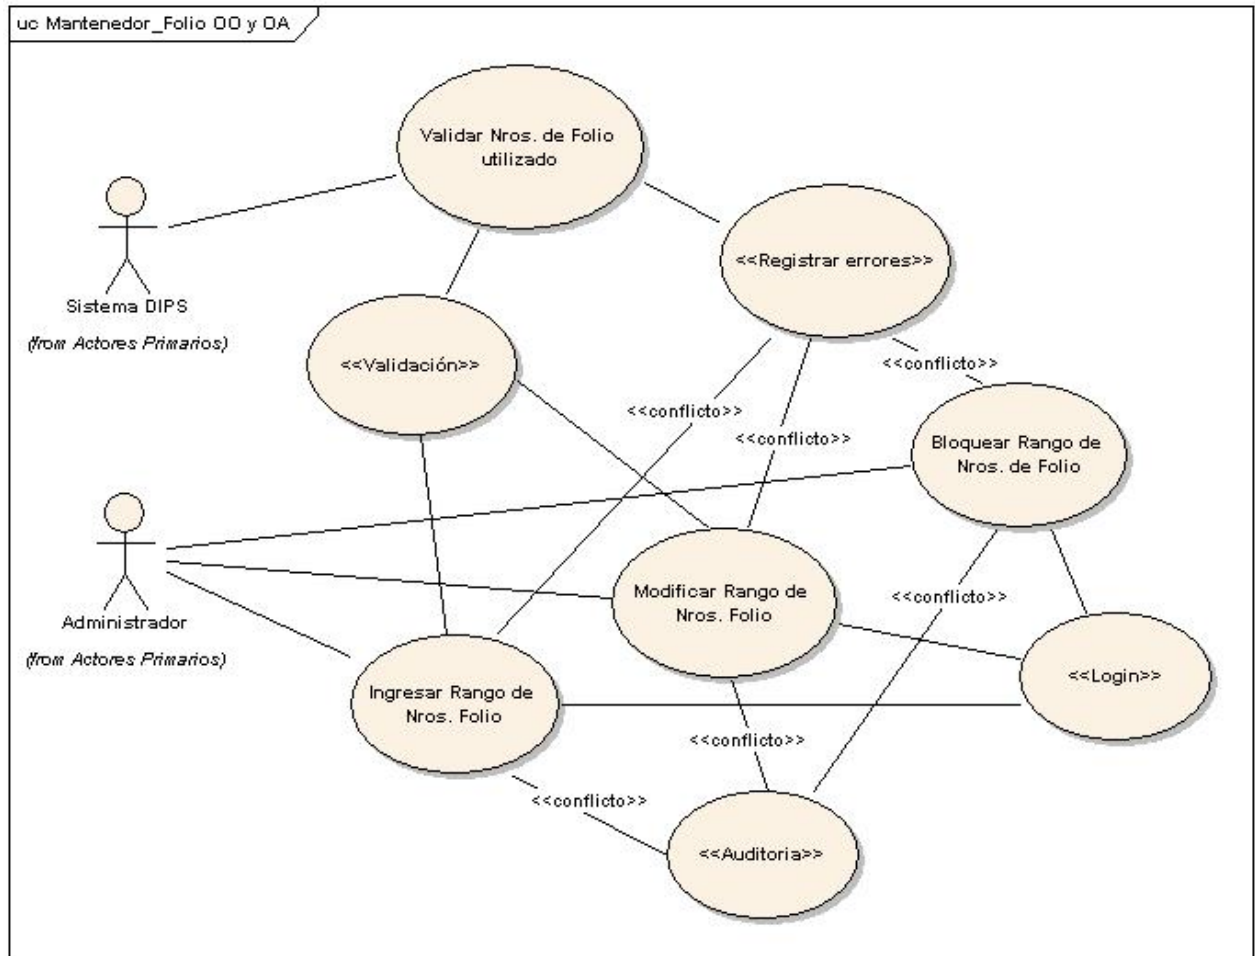 uc Mantenedor_Folio OO y OA
Validar Nros. de Folio
utilizado
<<Registrar errores>>
Sistema DIPS
(from Actores Primarios)
<<Validación>>
<<conflicto>>
<<conflicto>>
<<conflicto>>
Bloquear Rango de
Nros. de Folio
Administrador
(from Actores Primarios)
Modificar Rango de
Nros. Folio
<<conflicto>>
<<Login>>
Ingresar Rango de
Nros. Folio
<<conflicto>>
<<conflicto>>
<<Auditoria>>